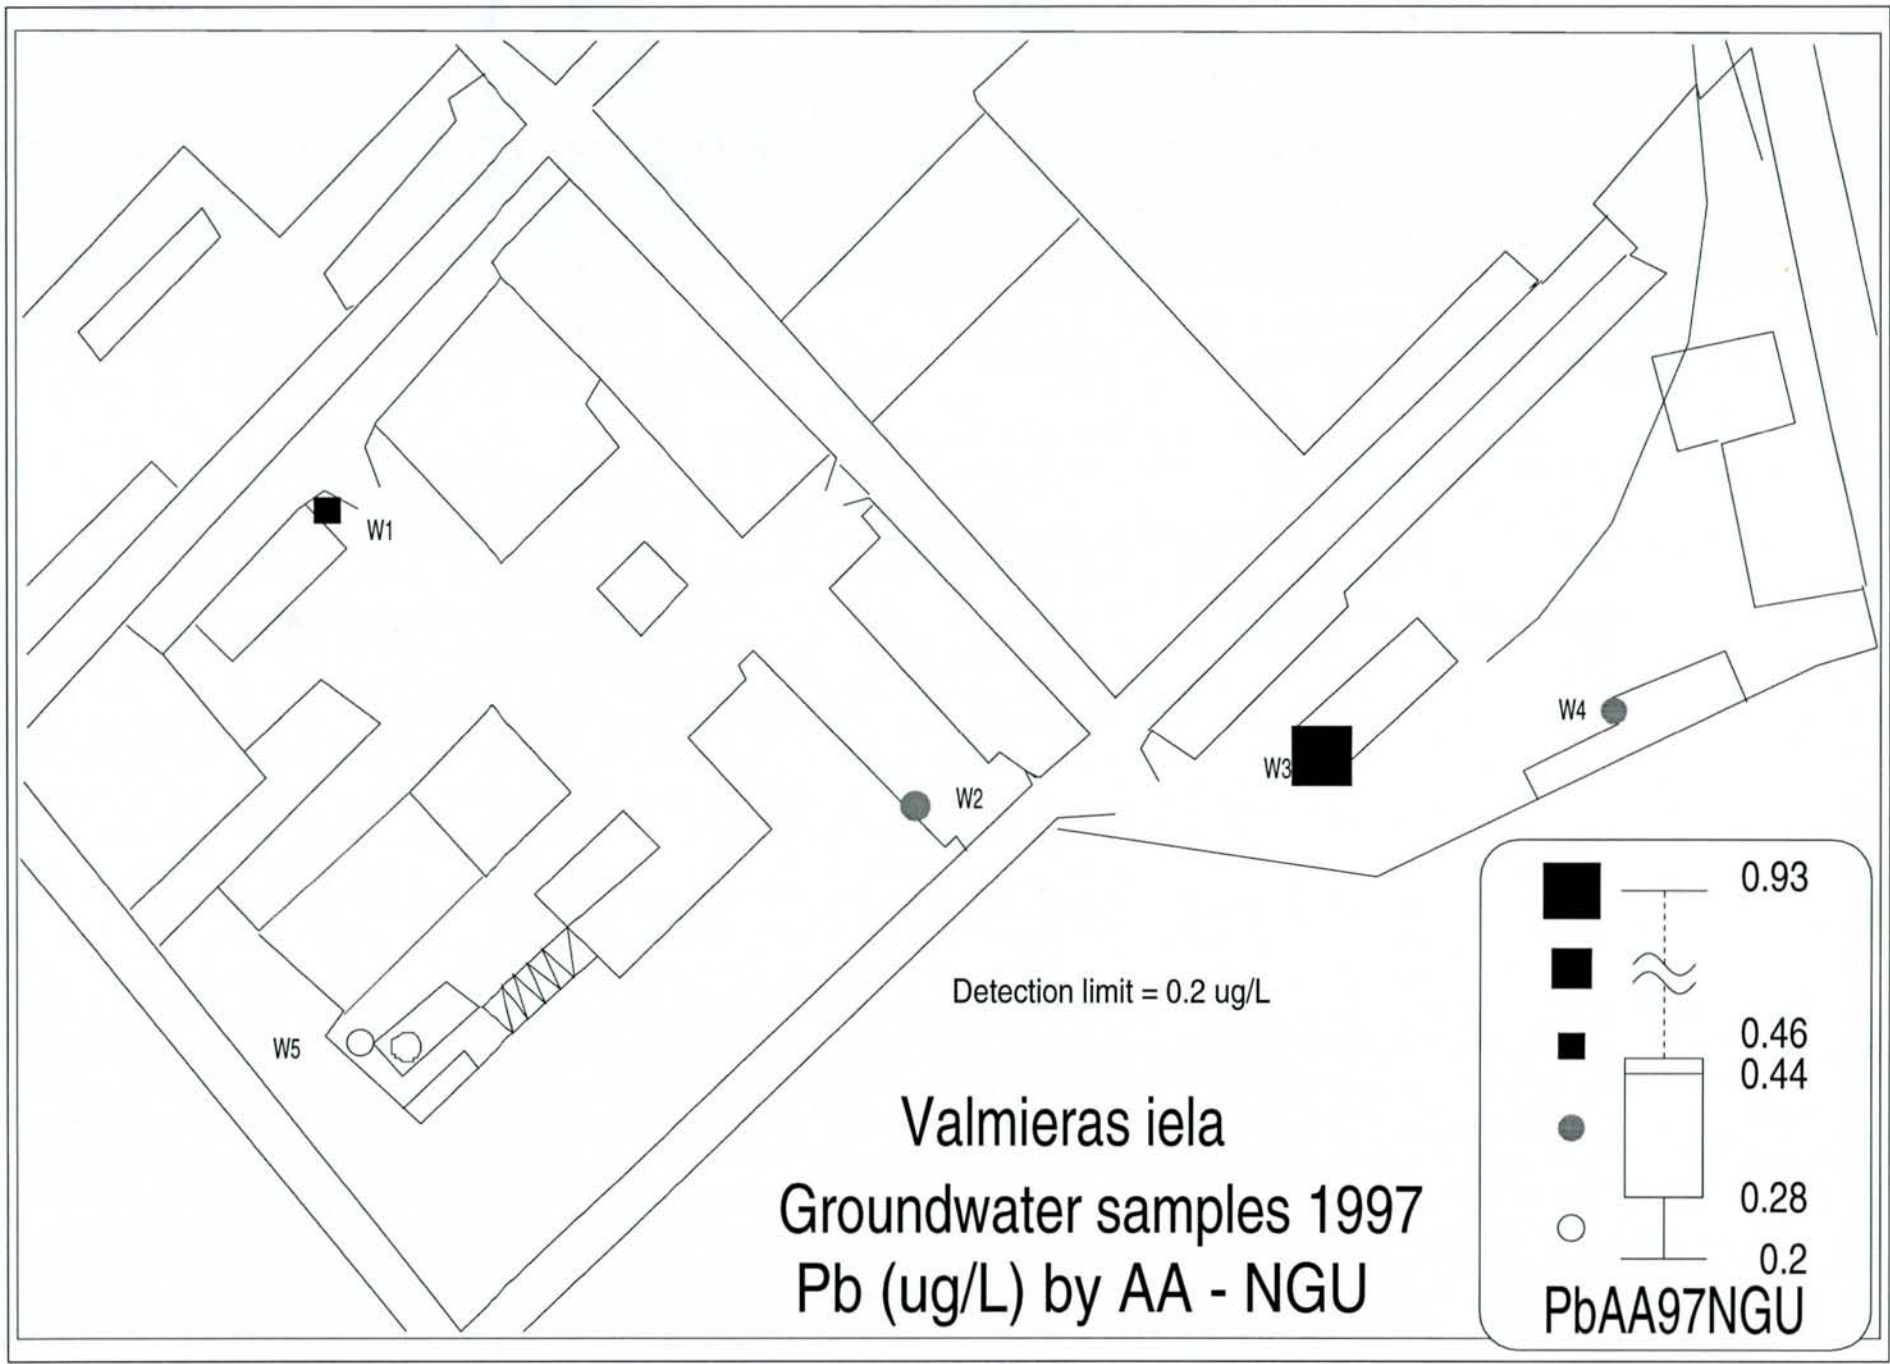 W1
W2
W3
W4
W5
Detection limit = 0.2 ug/L
Valmieras iela
Groundwater samples 1997
Pb (ug/L) by AA - NGU
0.93
0.46
0.44
0.28
0.2
PbAA97NGU